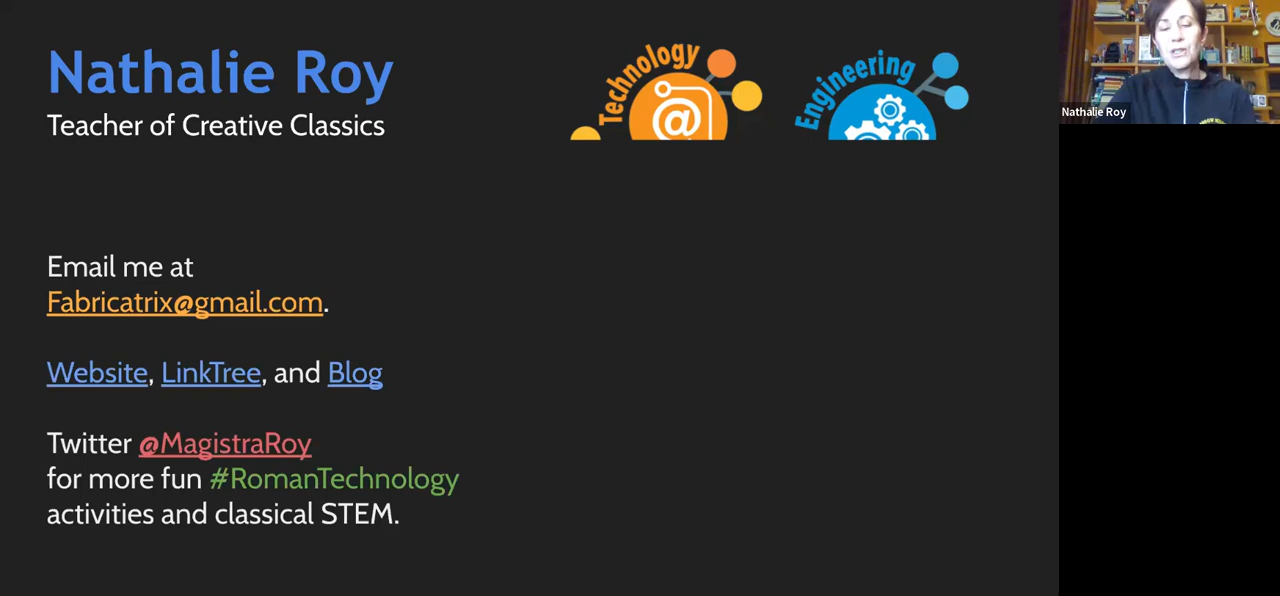 Nathalie Roy
Teacher of Creative Classics
Technology
@
Engineering
Nathalie Roy
Email me at
Fabricatrix@gmail.com.
Website, LinkTree, and Blog
Twitter @MagistraRoy
for more fun #RomanTechnology
activities and classical STEM.